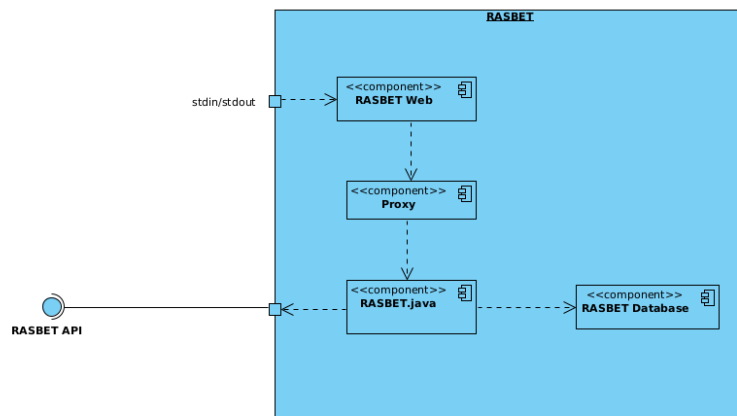 RASBET
<<component>>
RASBET Web
stdin/stdout
<<component>>
Proxy
<<component>>
RASBET.java
<<component>>
RASBET Database
RASBET API